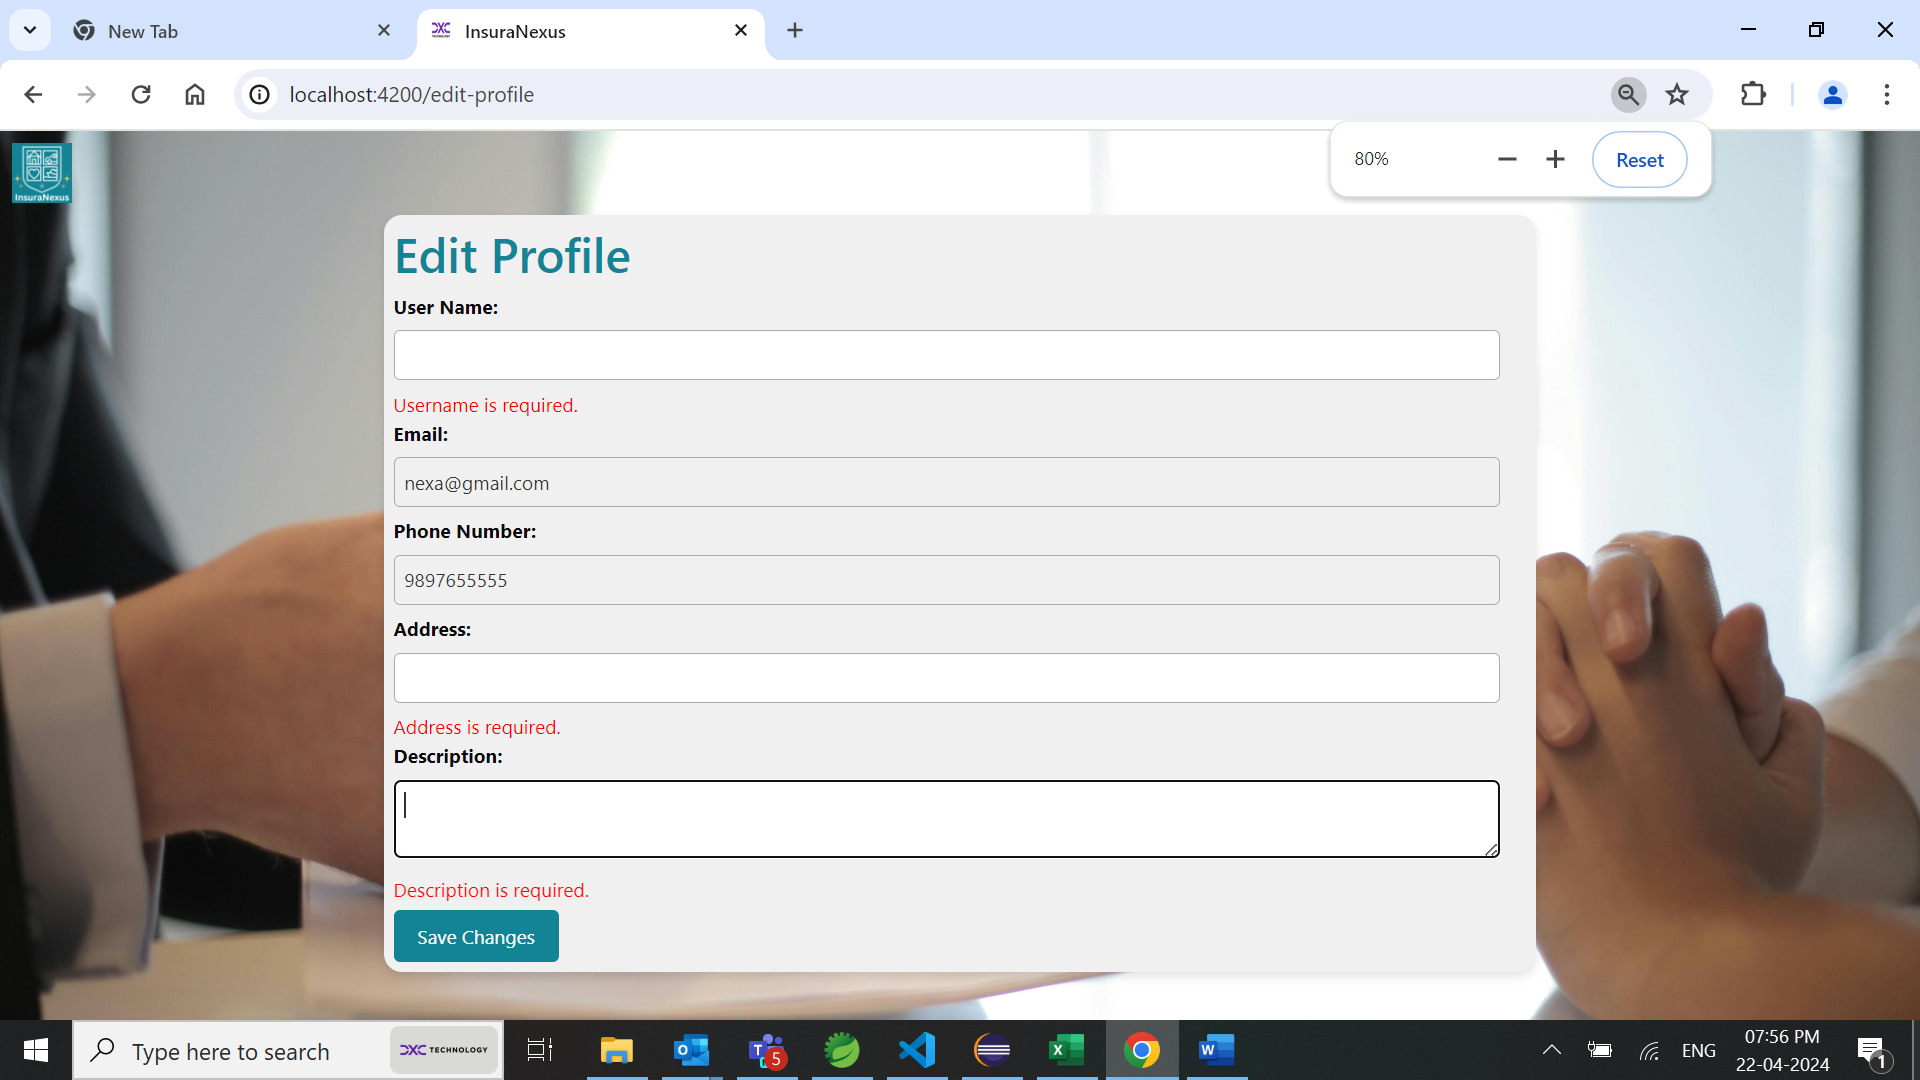 New Tab
InsuraNexus
localhost:4200/edit-profile
80%
Reset
InsuraNexus
Edit Profile
User Name:
Username is required.
Email:
nexa@gmail.com
Phone Number:
9897655555
Address:
Address is required.
Description:
Description is required.
Save Changes
Type here to search
DXC TECHNOLOGY
5
ENG
07:56 PM
22-04-2024
1